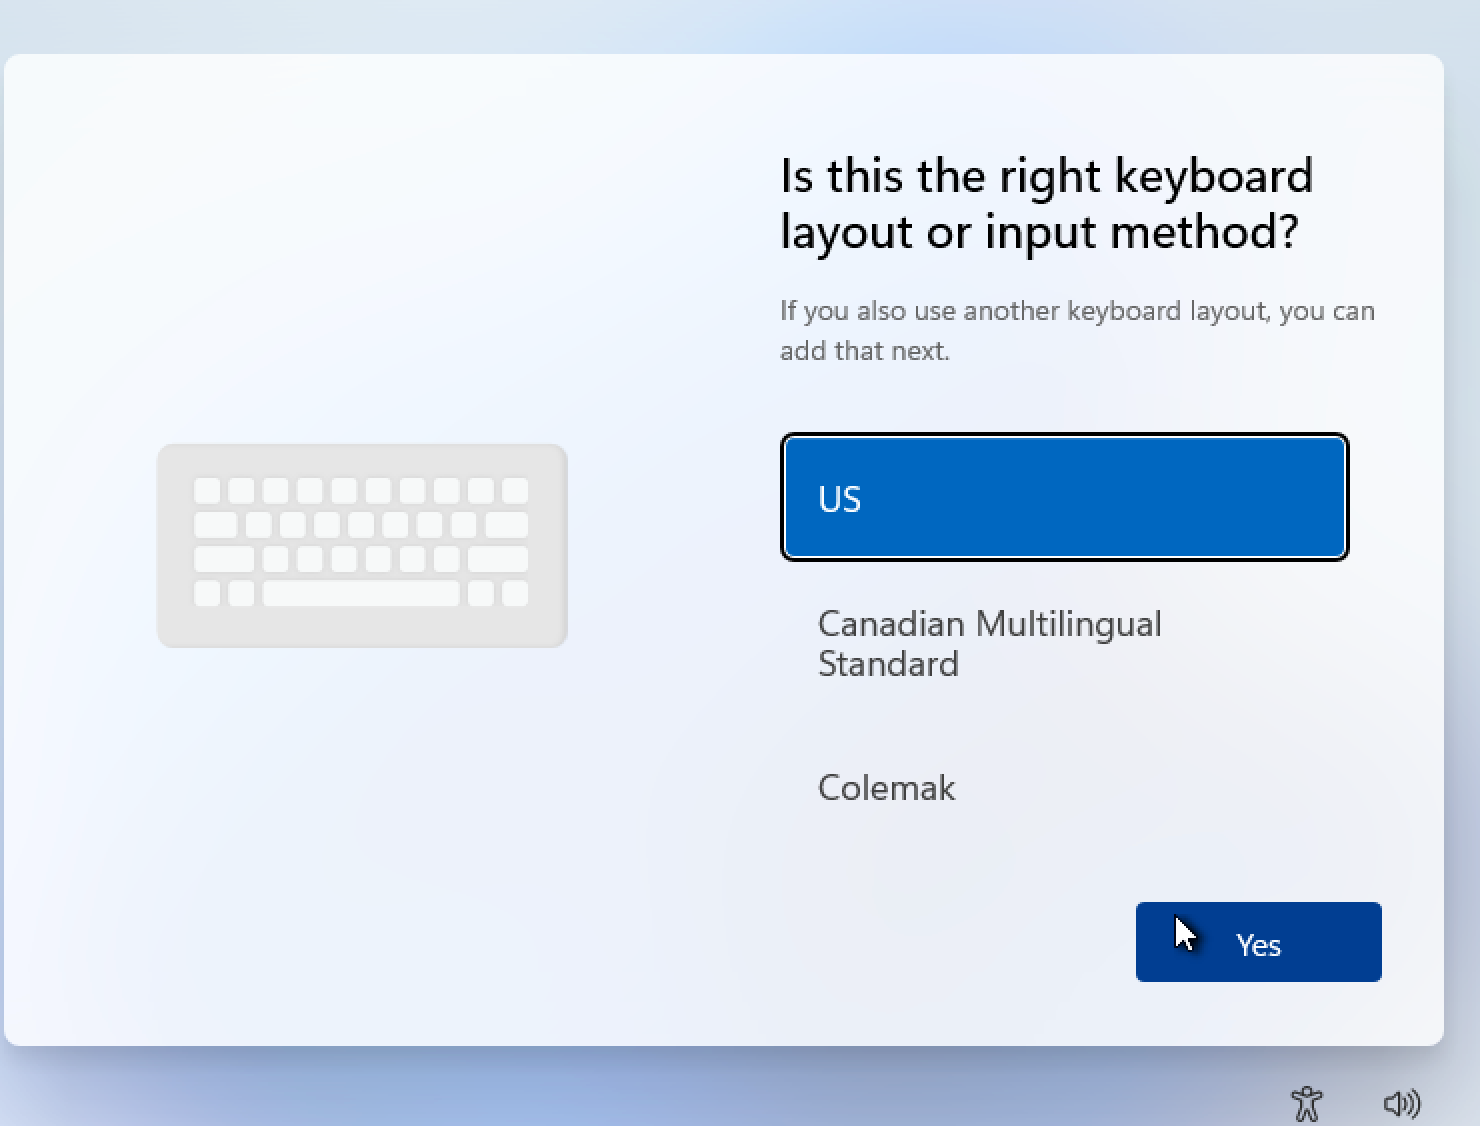 Is this the right keyboard
layout or input method?
If you also use another keyboard layout, you can
add that next.
US
Canadian Multilingual
Standard
Colemak
Yes